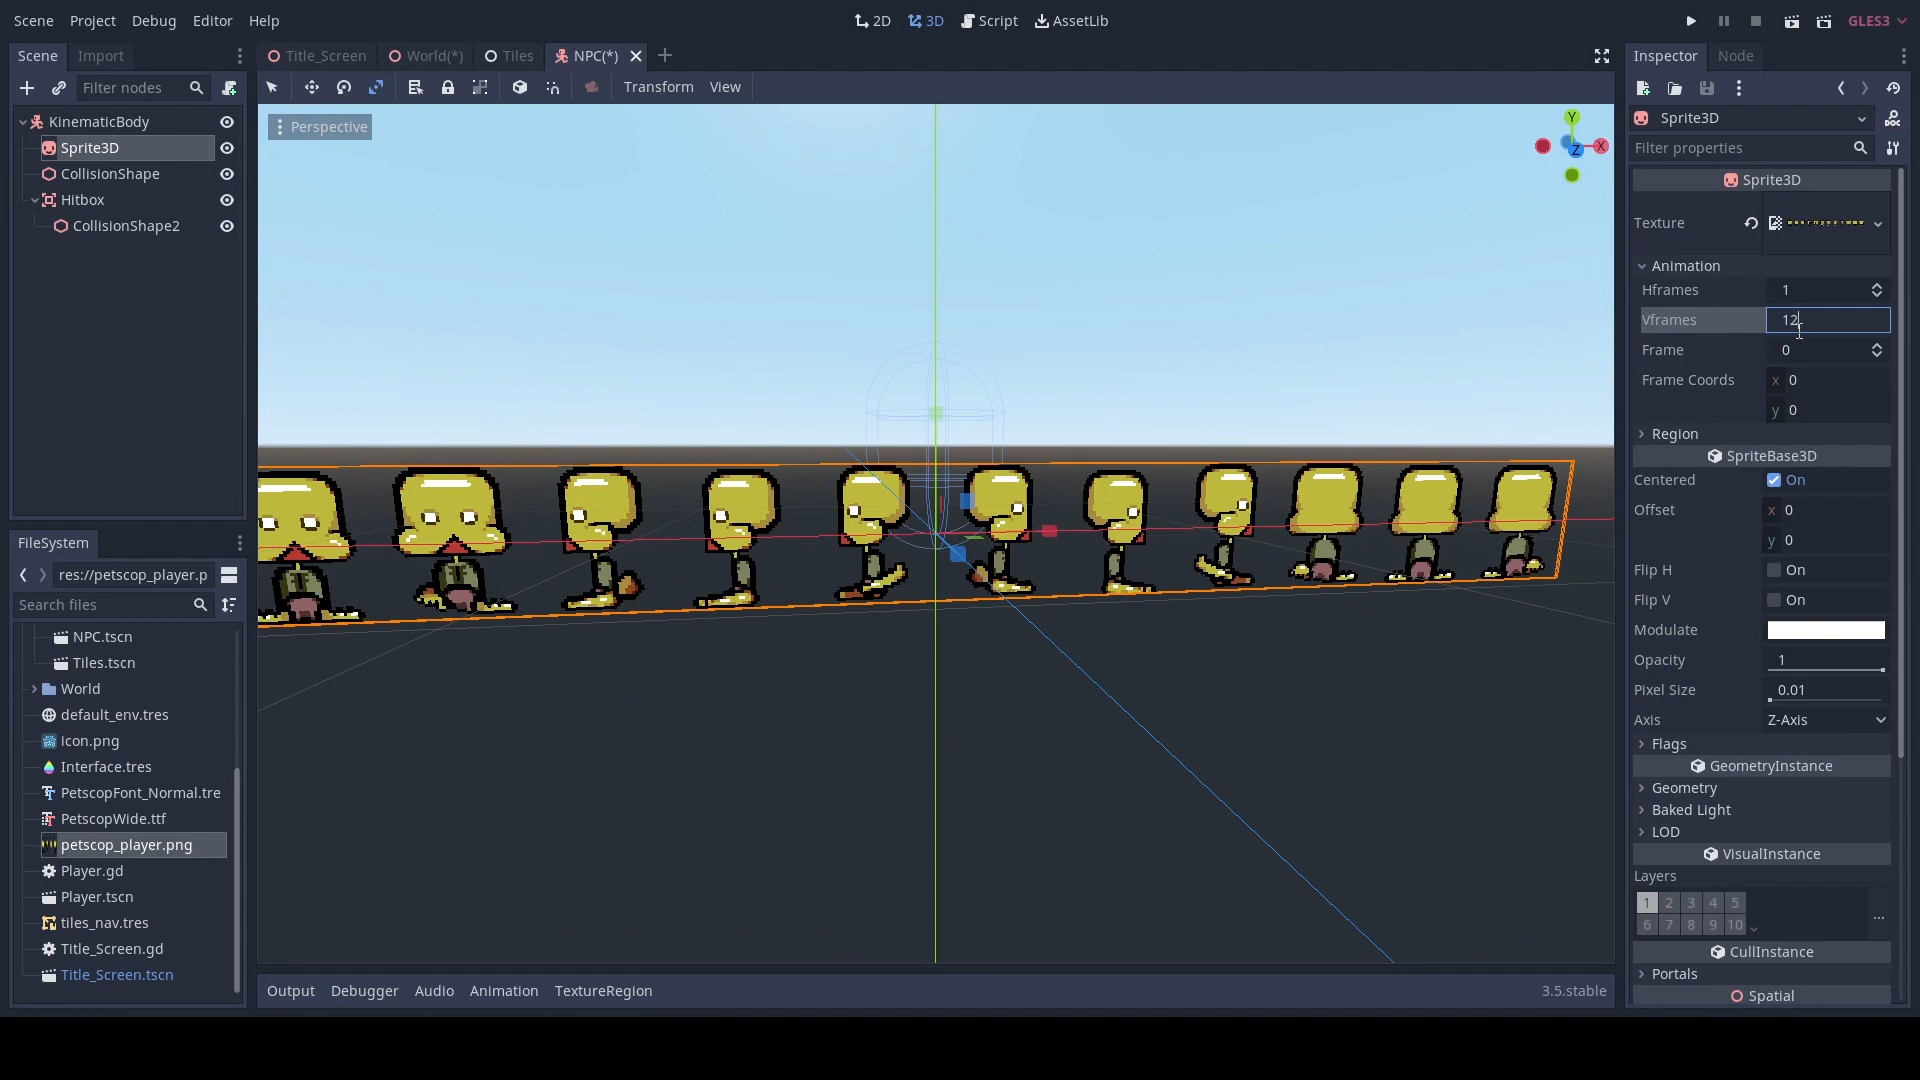 Scene Project Debug Editor Help 2D 3D Script AssetLib GLES3
Scene Import
Filter nodes
KinematicBody
Sprite3D
CollisionShape
Hitbox
CollisionShape2
FileSystem
res://petscop_player.p
Search files
NPC.tscn
Tiles.tscn
World
default_env.tres
icon.png
Interface.tres
PetscopFont_Normal.tre
PetscopWide.ttf
petscop_player.png
Player.gd
Player.tscn
tiles_nav.tres
Title_Screen.gd
Title_Screen.tscn
Title_Screen World(*) Tiles NPC(*)
Transform View
Perspective
Y
Z X
Output Debugger Audio Animation TextureRegion 3.5.stable
Inspector Node
Sprite3D
Filter properties
Sprite3D
Texture
Animation
Hframes 1
Vframes 12
Frame 0
Frame Coords x 0
y 0
Region
SpriteBase3D
Centered On
Offset x 0
y 0
Flip H On
Flip V On
Modulate
Opacity 1
Pixel Size 0.01
Axis Z-Axis
Flags
GeometryInstance
Geometry
Baked Light
LOD
VisualInstance
Layers
1 2 3 4 5
6 7 8 9 10
...
CullInstance
Portals
Spatial